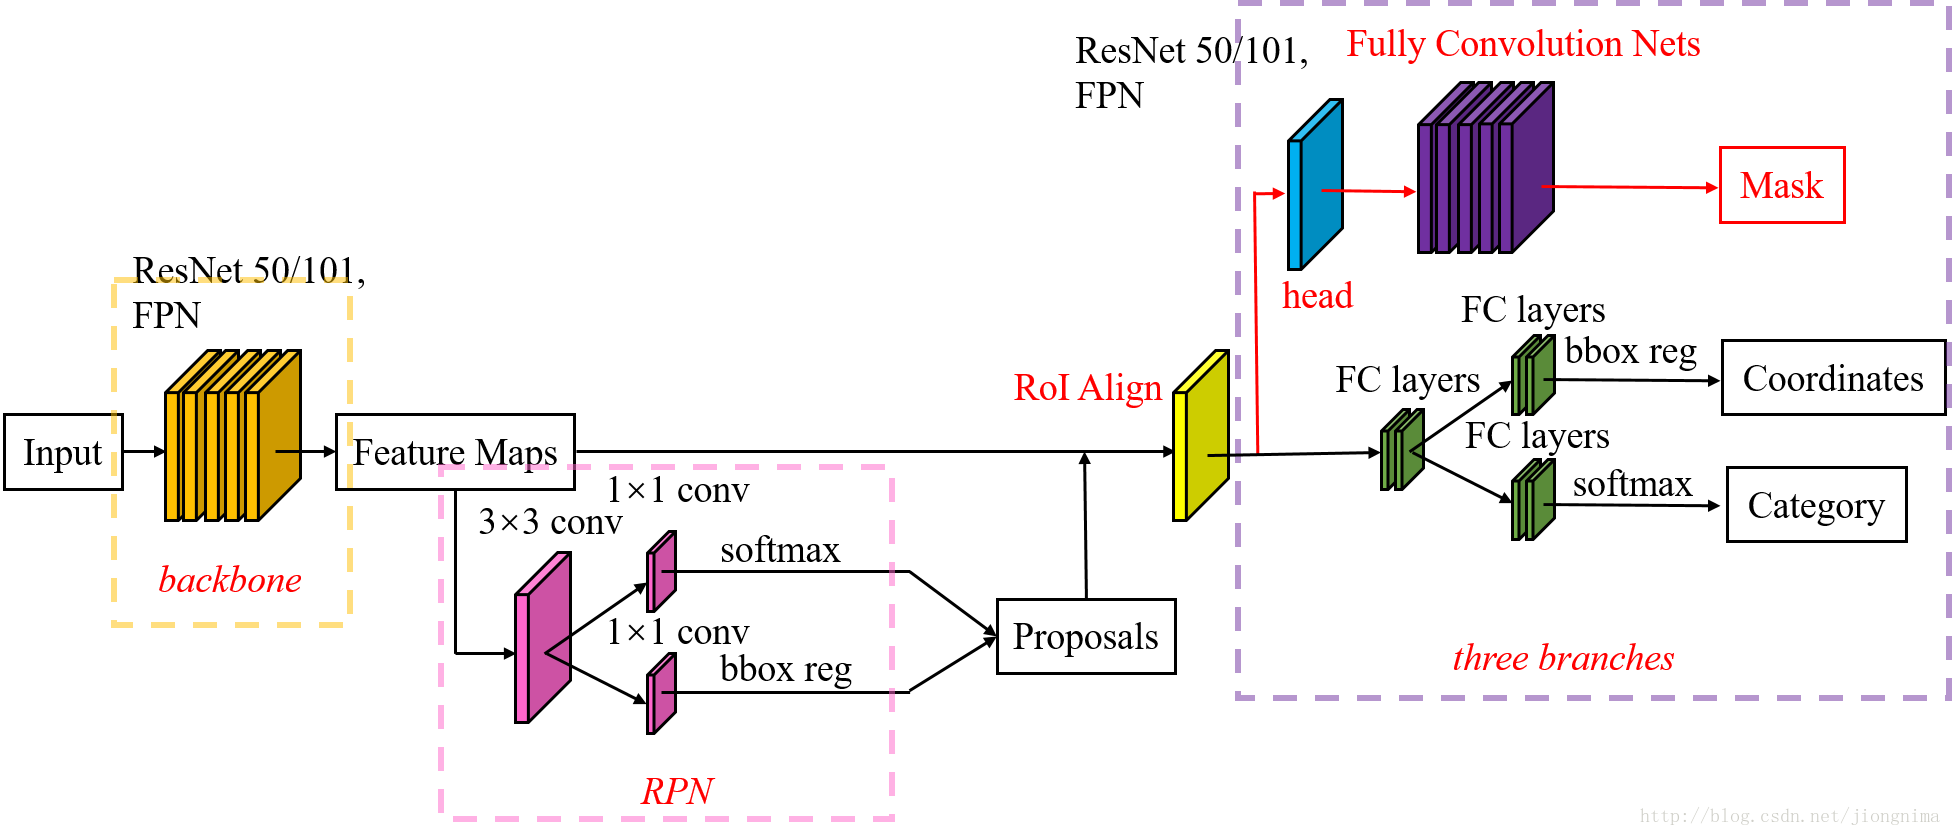 ResNet 50/101,
FPN
Fully Convolution Nets
Mask
head
ResNet 50/101,
FPN
FC layers
bbox reg
Coordinates
RoI Align
FC layers
FC layers
Input
Feature Maps
softmax
Category
1×1 conv
3×3 conv
softmax
backbone
1×1 conv
Proposals
bbox reg
three branches
RPN
http://blog.csdn.net/jiongnima